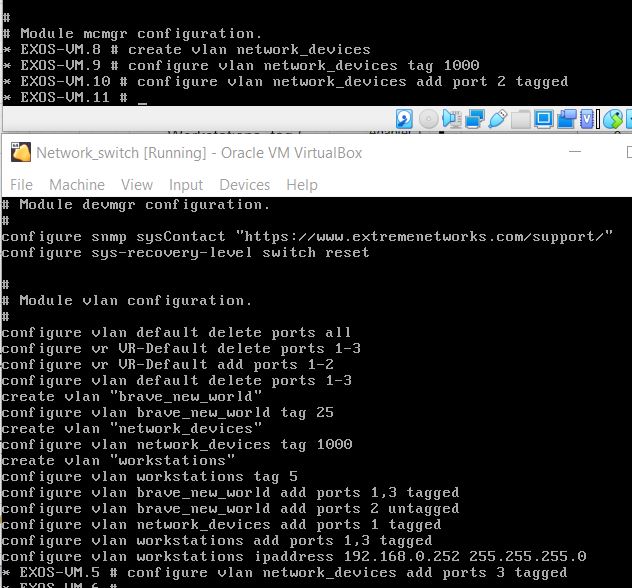 #
# Module mcmgr configuration.
* EXOS-VM.8 # create vlan network_devices
* EXOS-VM.9 # configure vlan network_devices tag 1000
* EXOS-VM.10 # configure vlan network_devices add port 2 tagged
* EXOS-VM.11 # _
Network_switch [Running] - Oracle VM VirtualBox
File Machine View Input Devices Help
# Module devmgr configuration.
#
configure snmp sysContact "https://www.extremenetworks.com/support/"
configure sys-recovery-level switch reset
#
# Module vlan configuration.
#
configure vlan default delete ports all
configure vr VR-Default delete ports 1-3
configure vr VR-Default add ports 1-2
configure vlan default delete ports 1-3
create vlan "brave_new_world"
configure vlan brave_new_world tag 25
create vlan "network_devices"
configure vlan network_devices tag 1000
create vlan "workstations"
configure vlan workstations tag 5
configure vlan brave_new_world add ports 1,3 tagged
configure vlan brave_new_world add ports 2 untagged
configure vlan network_devices add ports 1 tagged
configure vlan workstations add ports 1,3 tagged
configure vlan workstations ipaddress 192.168.0.252 255.255.255.0
* EXOS-VM.5 # configure vlan network_devices add ports 3 tagged
* EXOS-VM.6 #